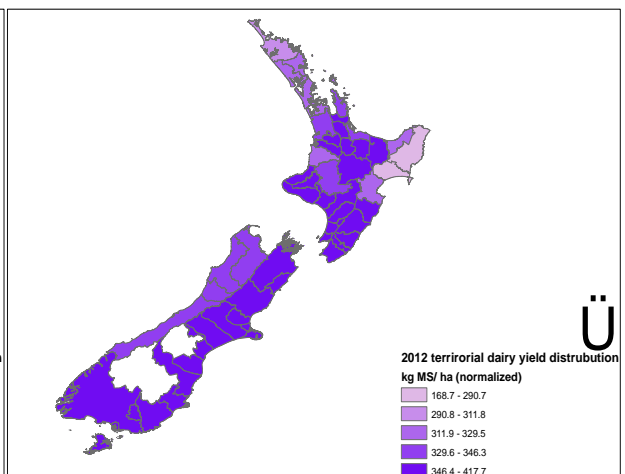 Ü
2012 terrirorial dairy yield distrubution
kg MS/ ha (normalized)
168.7 - 290.7
290.8 - 311.8
311.9 - 329.5
329.6 - 346.3
346.4 - 417.7